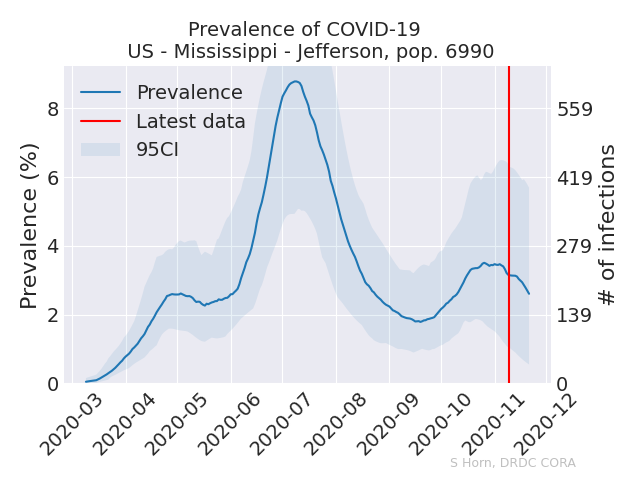 Prevalence of COVID-19
US - Mississippi - Jefferson, pop. 6990
Prevalence
Latest data
95CI
Prevalence (%)
8
6
4
2
0
559
419
279
139
0
# of infections
2020-03
2020-04
2020-05
2020-06
2020-07
2020-08
2020-09
2020-10
2020-11
2020-12
S Horn, DRDC CORA